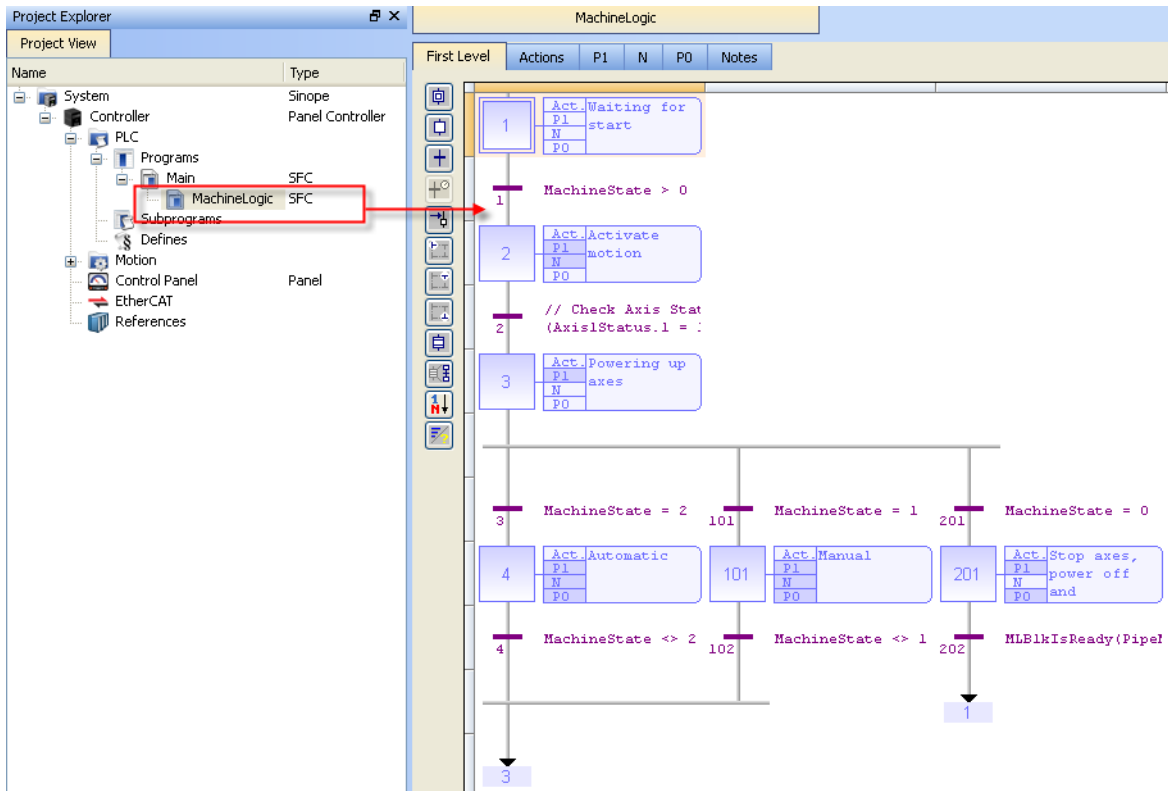 Project Explorer
Project View
Name Type
System Sinope
Controller Panel Controller
PLC
Programs
Main SFC
MachineLogic SFC
Subprograms
Defines
Motion
Control Panel Panel
EtherCAT
References
MachineLogic
First Level Actions P1 N P0 Notes
1
Act. Waiting for
P1 start
N
P0
1 MachineState > 0
2
Act. Activate
P1 motion
N
P0
2 // Check Axis Stat
(Axis1Status.1 =
3
Act. Powering up
P1 axes
N
P0
3 MachineState = 2
101 MachineState = 1
201 MachineState = 0
4
Act. Automatic
P1
N
P0
101
Act. Manual
P1
N
P0
201
Act. Stop axes,
P1 power off
N and
P0
4 MachineState <> 2
102 MachineState <> 1
202 MLBlkIsReady(Pipe
1
3